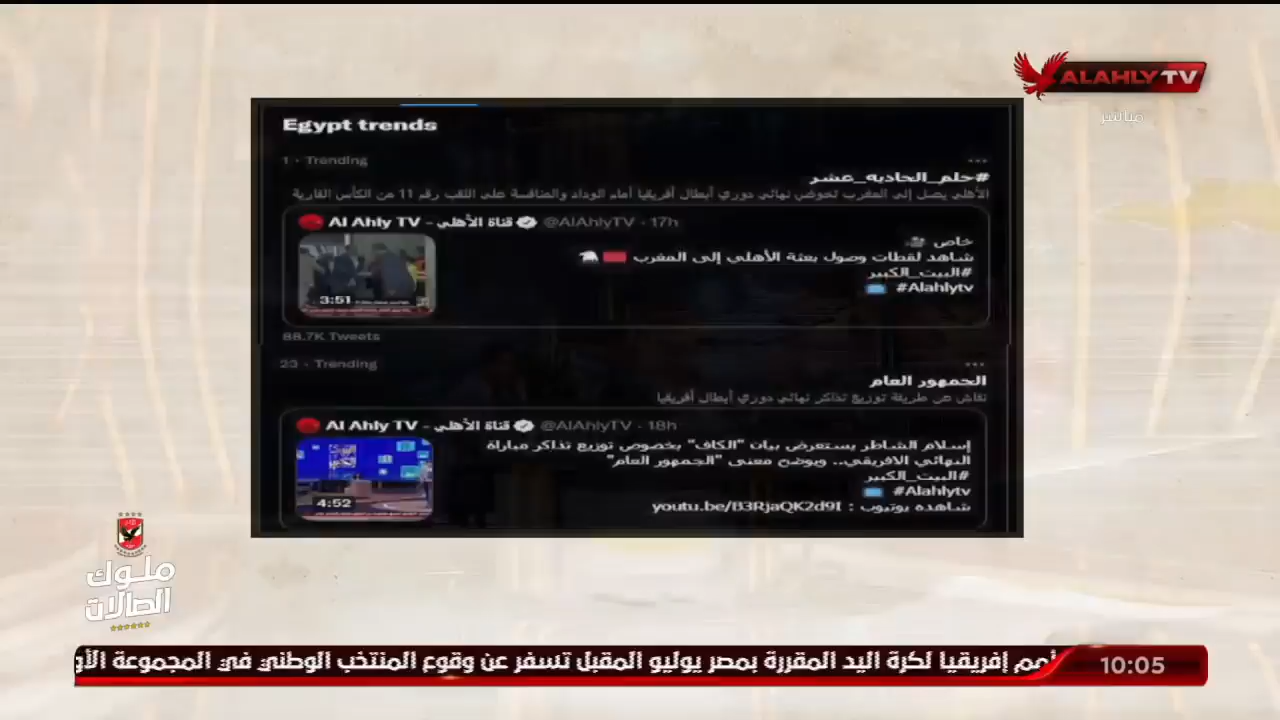 ALAHLY TV
مباشر
Egypt trends
1 · Trending
#حلم_الحاديه_عشر
الأهلي يصل إلى المغرب لخوض نهائي دوري أبطال أفريقيا أمام الوداد والمنافسة على اللقب رقم 11 من الكأس القارية
Al Ahly TV - قناة الأهلي @AlAhlyTV · 17h
خاص
شاهد لقطات وصول بعثة الأهلي إلى المغرب
#البيت_الكبير
#Alahlytv
3:51
88.7K Tweets
23 · Trending
الجمهور العام
نقاش عن طريقة توزيع تذاكر نهائي دوري أبطال أفريقيا
Al Ahly TV - قناة الأهلي @AlAhlyTV · 18h
إسلام الشاطر يستعرض بيان "الكاف" بخصوص توزيع تذاكر مباراة
النهائي الافريقي.. ويوضح معنى "الجمهور العام"
#البيت_الكبير
#Alahlytv
شاهده يوتيوب : youtu.be/B3RjaQK2d9I
4:52
ملوك
الصالات
أمم إفريقيا لكرة اليد المقررة بمصر يوليو المقبل تسفر عن وقوع المنتخب الوطني في المجموعة الأو
10:05